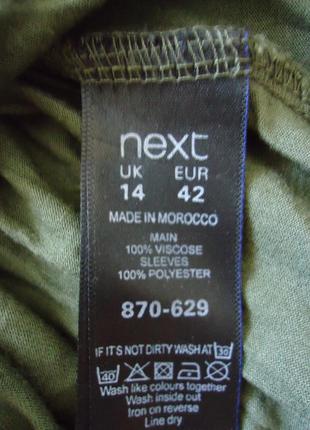 next
UK EUR
14 42
MADE IN MOROCCO
MAIN
100% VISCOSE
SLEEVES
100% POLYESTER
870-629
IF IT'S NOT DIRTY WASH AT 30
40
Wash like colours together
Wash inside out
Iron on reverse
Line dry